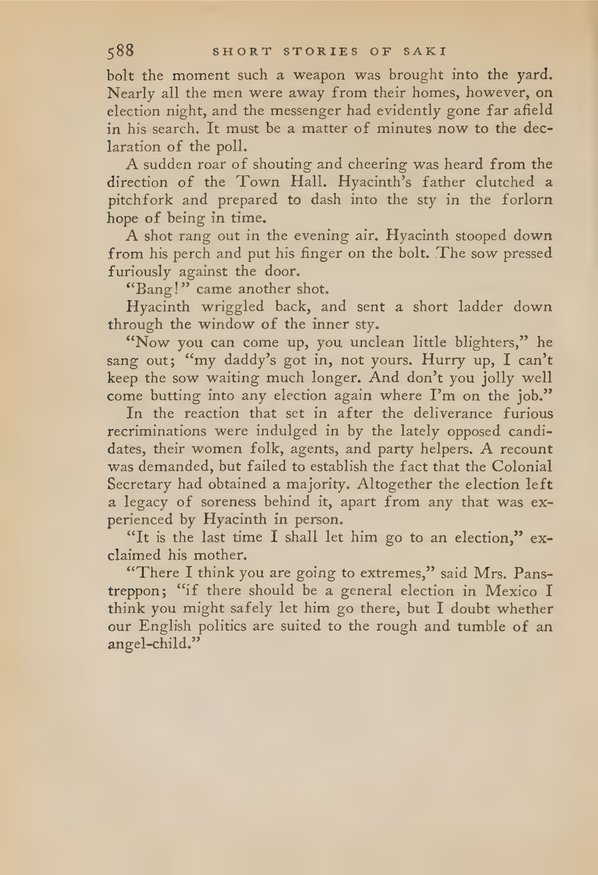 588 SHORT STORIES OF SAKI
bolt the moment such a weapon was brought into the yard.
Nearly all the men were away from their homes, however, on
election night, and the messenger had evidently gone far afield
in his search. It must be a matter of minutes now to the dec-
laration of the poll.
A sudden roar of shouting and cheering was heard from the
direction of the Town Hall. Hyacinth's father clutched a
pitchfork and prepared to dash into the sty in the forlorn
hope of being in time.
A shot rang out in the evening air. Hyacinth stooped down
from his perch and put his finger on the bolt. The sow pressed
furiously against the door.
“Bang!” came another shot.
Hyacinth wriggled back, and sent a short ladder down
through the window of the inner sty.
“Now you can come up, you unclean little blighters,” he
sang out; “my daddy's got in, not yours. Hurry up, I can't
keep the sow waiting much longer. And don't you jolly well
come butting into any election again where I'm on the job.”
In the reaction that set in after the deliverance furious
recriminations were indulged in by the lately opposed candi-
dates, their women folk, agents, and party helpers. A recount
was demanded, but failed to establish the fact that the Colonial
Secretary had obtained a majority. Altogether the election left
a legacy of soreness behind it, apart from any that was ex-
perienced by Hyacinth in person.
“It is the last time I shall let him go to an election,” ex-
claimed his mother.
“There I think you are going to extremes,” said Mrs. Pans-
treppon; “if there should be a general election in Mexico I
think you might safely let him go there, but I doubt whether
our English politics are suited to the rough and tumble of an
angel-child.”